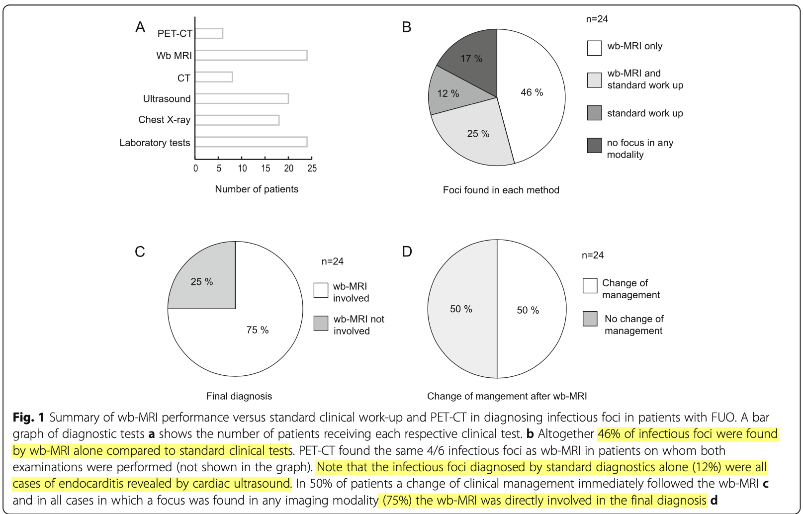 A
PET-CT
Wb MRI
CT
Ultrasound
Chest X-ray
Laboratory tests
0 5 10 15 20 25
Number of patients
B
n=24
17 %
12 %
46 %
25 %
wb-MRI only
wb-MRI and
standard work up
standard work up
no focus in any
modality
Foci found in each method
C
n=24
25 %
75 %
wb-MRI
involved
wb-MRI not
involved
Final diagnosis
D
n=24
50 %
50 %
Change of
management
No change of
management
Change of mangement after wb-MRI
Fig. 1 Summary of wb-MRI performance versus standard clinical work-up and PET-CT in diagnosing infectious foci in patients with FUO. A bar
graph of diagnostic tests a shows the number of patients receiving each respective clinical test. b Altogether 46% of infectious foci were found
by wb-MRI alone compared to standard clinical tests. PET-CT found the same 4/6 infectious foci as wb-MRI in patients on whom both
examinations were performed (not shown in the graph). Note that the infectious foci diagnosed by standard diagnostics alone (12%) were all
cases of endocarditis revealed by cardiac ultrasound. In 50% of patients a change of clinical management immediately followed the wb-MRI c
and in all cases in which a focus was found in any imaging modality (75%) the wb-MRI was directly involved in the final diagnosis d